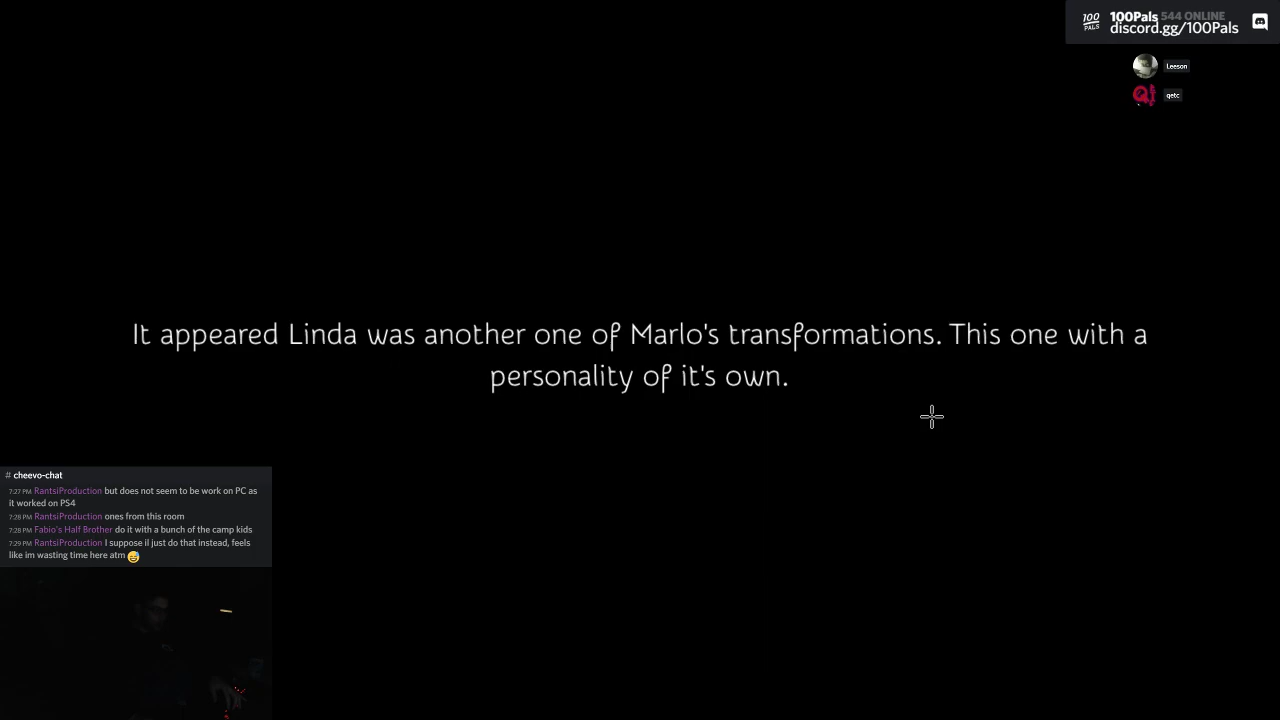 100 PALS
100Pals 544 ONLINE
discord.gg/100Pals
Leeson
qetc
It appeared Linda was another one of Marlo's transformations. This one with a
personality of it's own.
# cheevo-chat
7:27 PM RantsiProduction but does not seem to be work on PC as
it worked on PS4
7:28 PM RantsiProduction ones from this room
7:28 PM Fabio's Half Brother do it with a bunch of the camp kids
7:29 PM RantsiProduction I suppose il just do that instead, feels
like im wasting time here atm